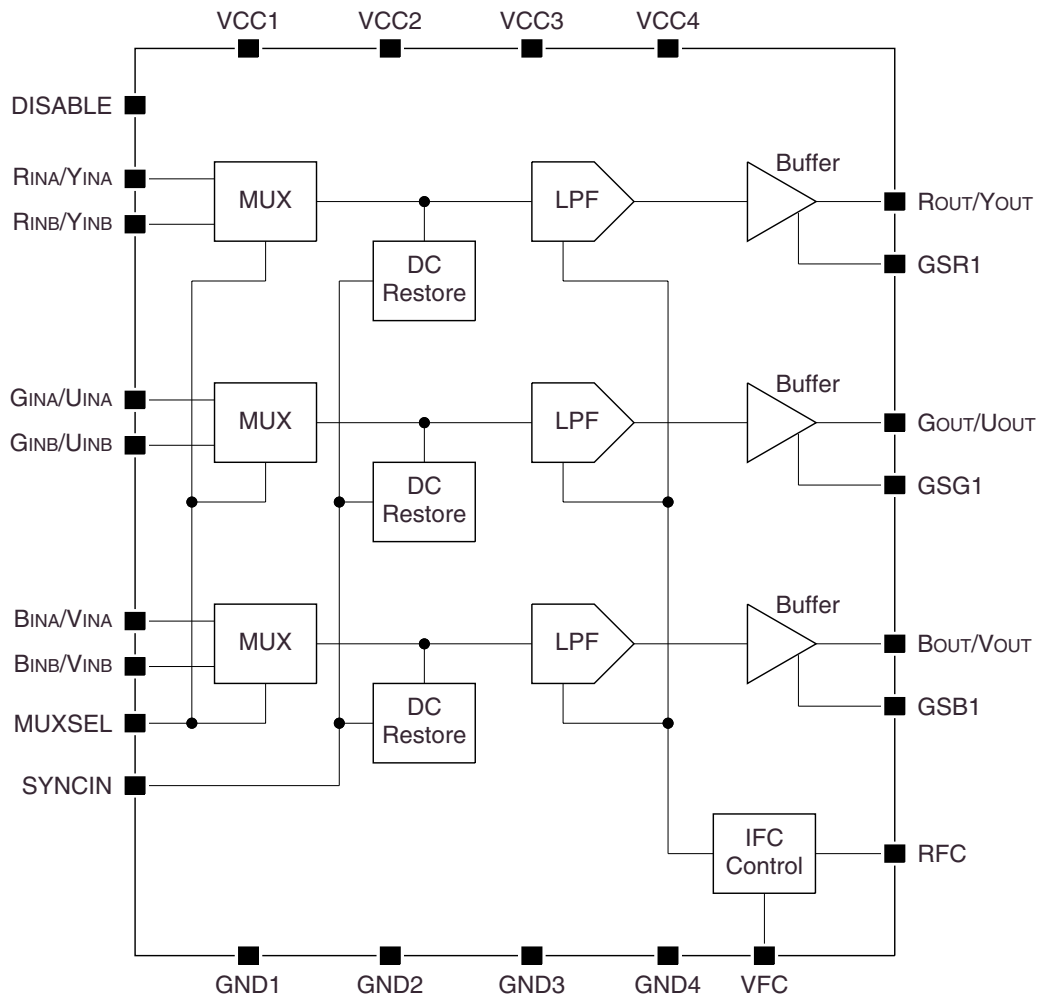 VCC1 VCC2 VCC3 VCC4
DISABLE
Buffer
RINA/YINA
MUX
LPF
ROUT/YOUT
RINB/YINB
DC
Restore
GSR1
Buffer
GINA/UINA
MUX
LPF
GOUT/UOUT
GINB/UINB
DC
Restore
GSG1
Buffer
BINA/VINA
MUX
LPF
BOUT/VOUT
BINB/VINB
DC
Restore
GSB1
MUXSEL
SYNCIN
IFC
Control
RFC
GND1 GND2 GND3 GND4 VFC